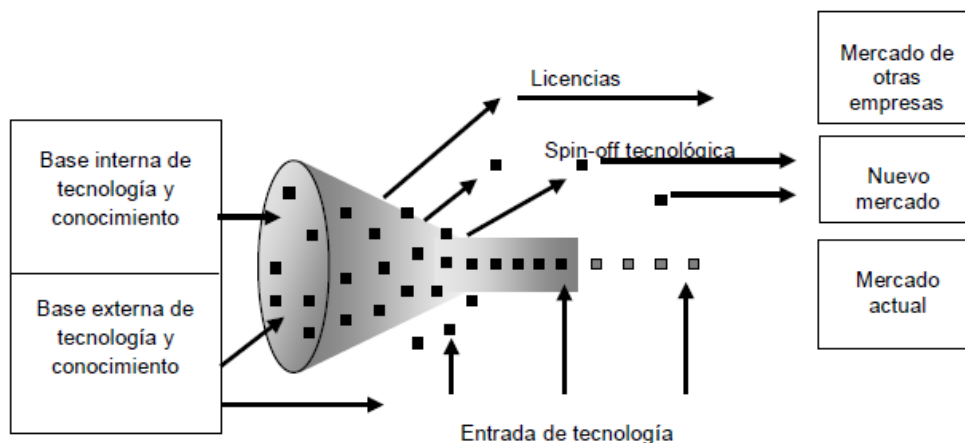 Base interna de
tecnología y
conocimiento
Base externa de
tecnología y
conocimiento
Licencias
Spin-off tecnológica
Entrada de tecnología
Mercado de
otras
empresas
Nuevo
mercado
Mercado
actual